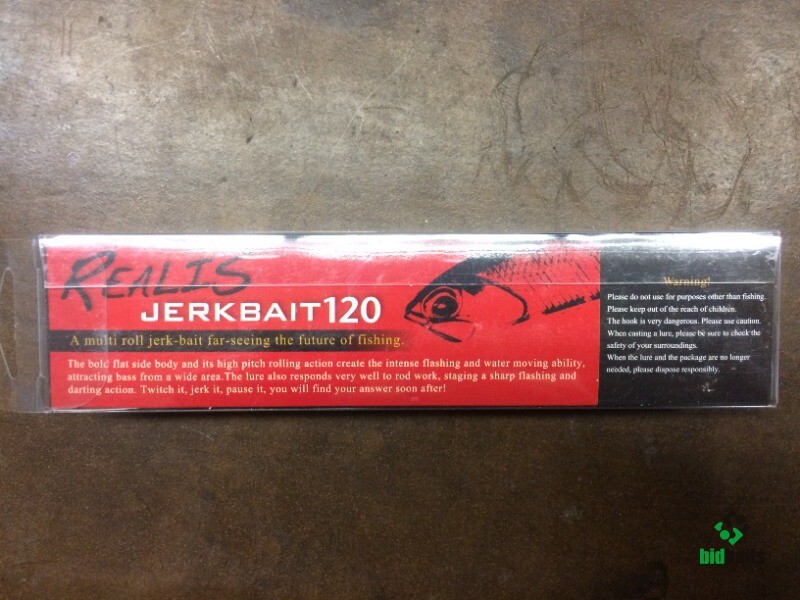 REALIS
JERKBAIT120
A multi roll jerk-bait far-seeing the future of fishing.
The bold flat side body and its high pitch rolling action create the intense flashing and water moving ability,
attracting bass from a wide area.The lure also responds very well to rod work, staging a sharp flashing and
darting action. Twitch it, jerk it, pause it, you will find your answer soon after!
Warning!
Please do not use for purposes other than fishing.
Please keep out of the reach of children.
The hook is very dangerous. Please use caution.
When casting a lure, please be sure to check the
safety of your surroundings.
When the lure and the package are no longer
needed, please dispose responsibly.
bid